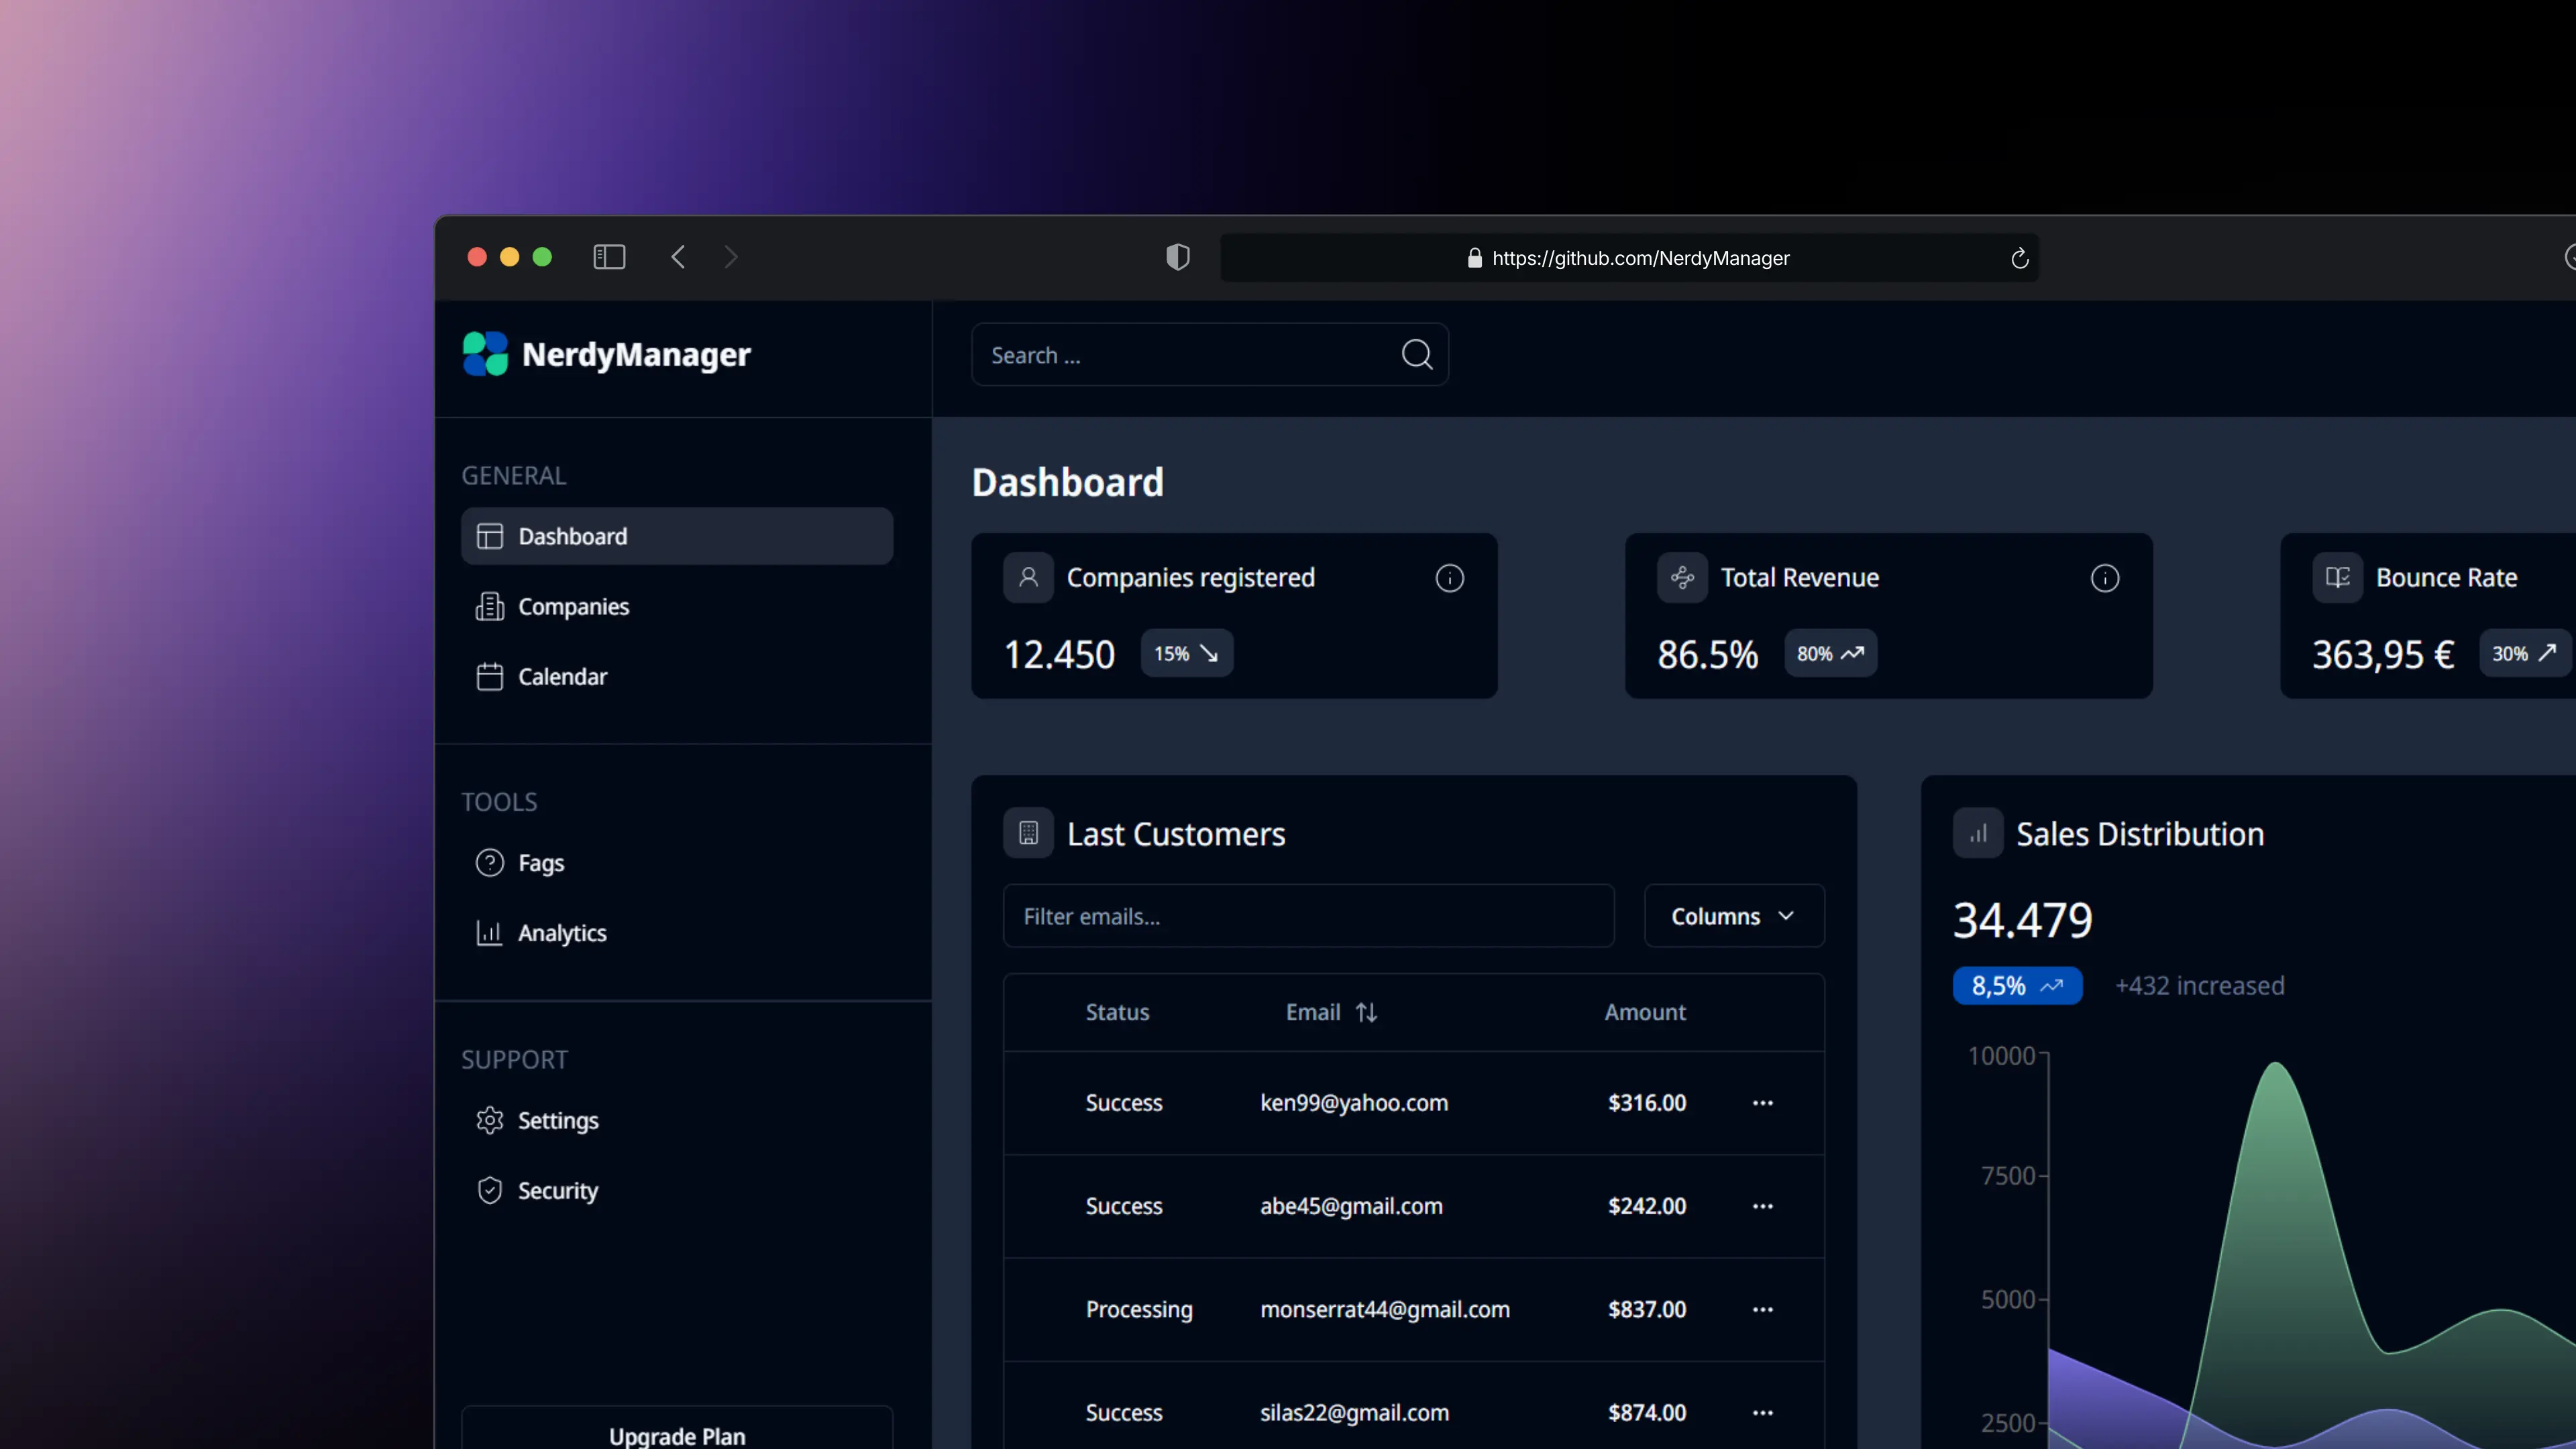 https://github.com/NerdyManager
NerdyManager
Search ...
GENERAL
Dashboard
Companies
Calendar
TOOLS
Fags
Analytics
SUPPORT
Settings
Security
Upgrade Plan
Dashboard
Companies registered
12.450 15%
Total Revenue
86.5% 80%
Bounce Rate
363,95 € 30%
Last Customers
Filter emails...
Columns
Status Email Amount
Success ken99@yahoo.com $316.00 ...
Success abe45@gmail.com $242.00 ...
Processing monserrat44@gmail.com $837.00 ...
Success silas22@gmail.com $874.00 ...
Sales Distribution
34.479
8,5% +432 increased
10000
7500
5000
2500